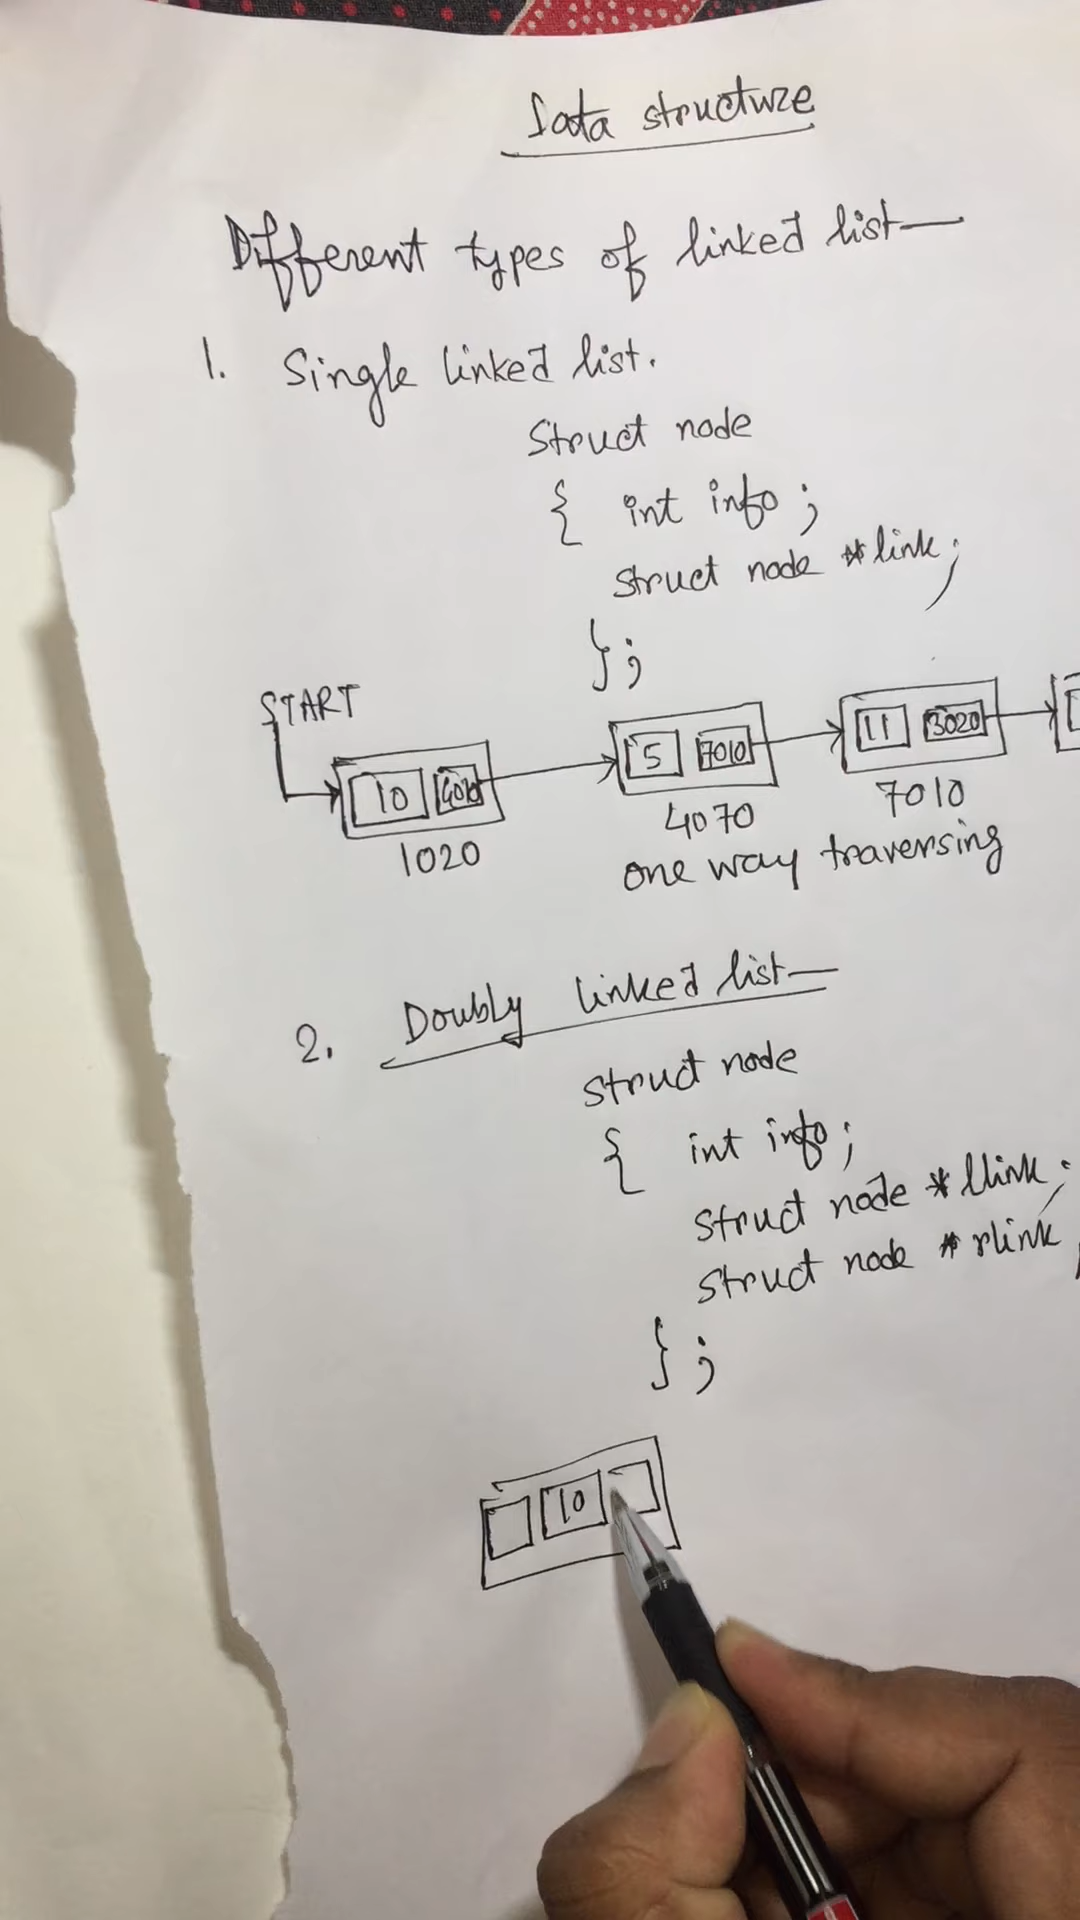 Data structure
Different types of linked list—
1. Single linked list.
struct node
{ int info;
struct node *link;
};
START
10 4070 5 7010 11 3020
1020 4070 7010
one way traversing
2. Doubly linked list—
struct node
{ int info;
struct node *llink;
struct node *rlink
};
10